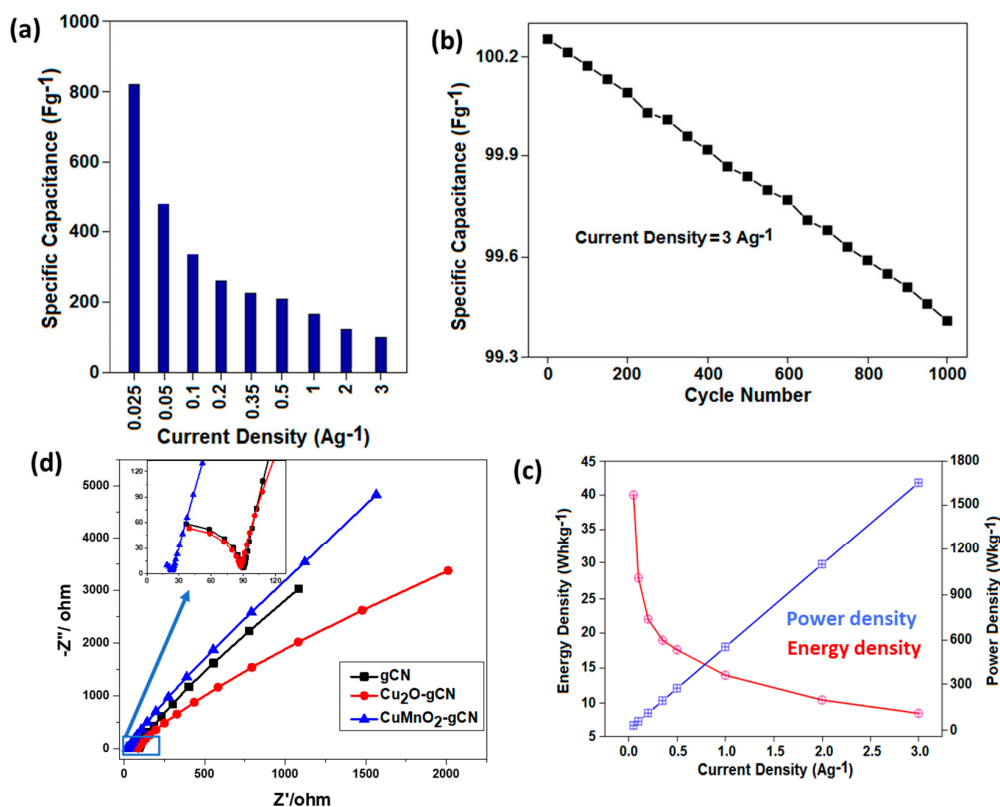 (a)
Specific Capacitance (Fg-1)
1000
800
600
400
200
0
0.025 0.05 0.1 0.2 0.35 0.5 1 2 3
Current Density (Ag-1)
(b)
Specific Capacitance (Fg-1)
100.2
99.9
99.6
99.3
Current Density = 3 Ag-1
0 200 400 600 800 1000
Cycle Number
(d)
-Z''/ ohm
5000
4000
3000
2000
1000
0
120
90
60
30
0
0 30 60 90 120
gCN
Cu2O-gCN
CuMnO2-gCN
0 500 1000 1500 2000
Z'/ohm
(c)
Energy Density (Whkg-1)
45
40
35
30
25
20
15
10
5
Power density
Energy density
1800
1500
1200
900
600
300
0
Power Density (Wkg-1)
0.0 0.5 1.0 1.5 2.0 2.5 3.0
Current Density (Ag-1)